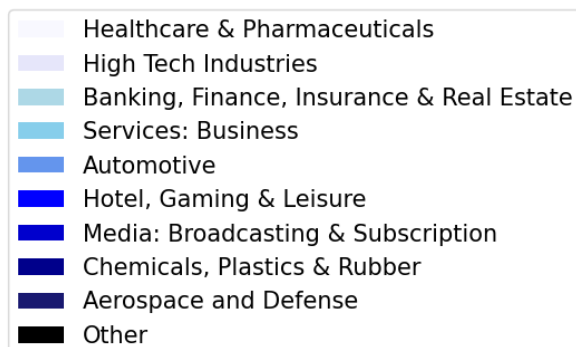 Healthcare & Pharmaceuticals
High Tech Industries
Banking, Finance, Insurance & Real Estate
Services: Business
Automotive
Hotel, Gaming & Leisure
Media: Broadcasting & Subscription
Chemicals, Plastics & Rubber
Aerospace and Defense
Other